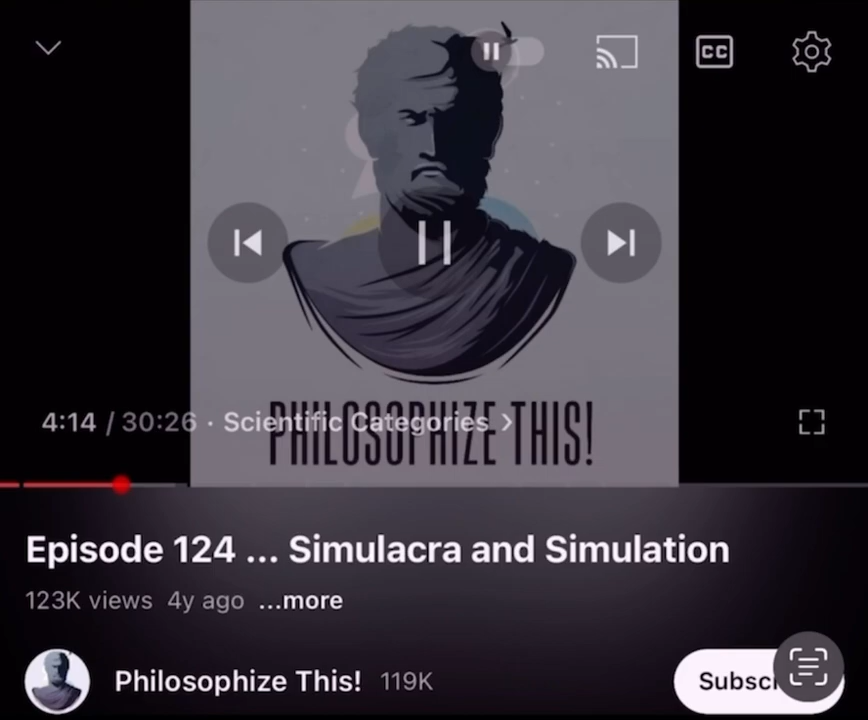 CC
4:14 / 30:26 · Scientific Categories >
PHILOSOPHIZE THIS!
Episode 124 ... Simulacra and Simulation
123K views 4y ago ...more
Philosophize This! 119K
Subsc